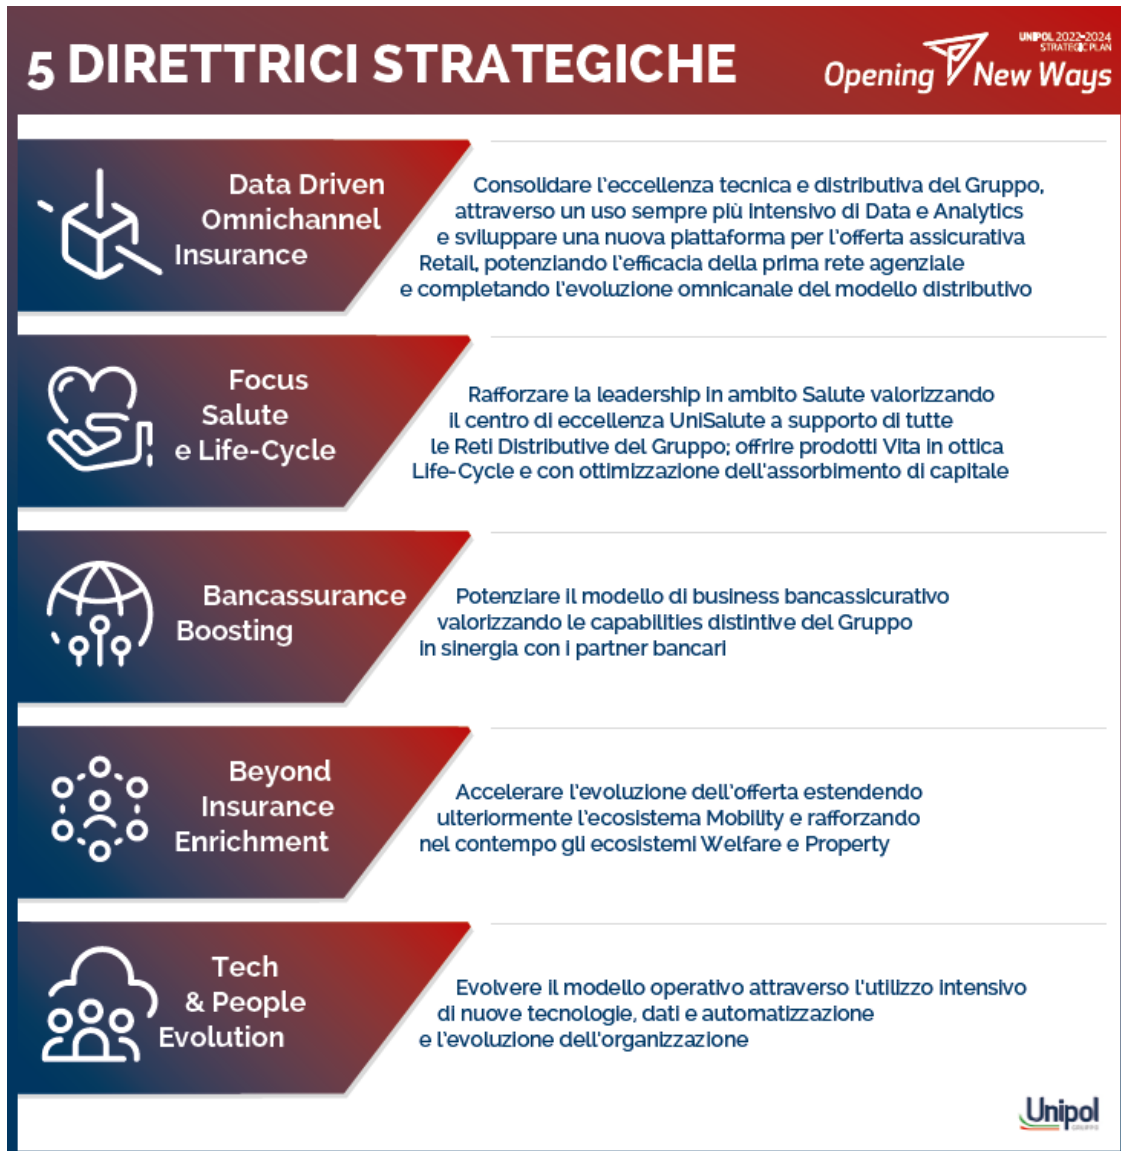 5 DIRETTRICI STRATEGICHE
UNIPOL 2022-2024
STRATEGIC PLAN
Opening New Ways
Data Driven
Omnichannel
Insurance
Consolidare l'eccellenza tecnica e distributiva del Gruppo,
attraverso un uso sempre più intensivo di Data e Analytics
e sviluppare una nuova piattaforma per l'offerta assicurativa
Retail, potenziando l'efficacia della prima rete agenziale
e completando l'evoluzione omnicanale del modello distributivo
Focus
Salute
e Life-Cycle
Rafforzare la leadership in ambito Salute valorizzando
il centro di eccellenza UniSalute a supporto di tutte
le Reti Distributive del Gruppo; offrire prodotti Vita in ottica
Life-Cycle e con ottimizzazione dell'assorbimento di capitale
Bancassurance
Boosting
Potenziare il modello di business bancassicurativo
valorizzando le capabilities distintive del Gruppo
in sinergia con i partner bancari
Beyond
Insurance
Enrichment
Accelerare l'evoluzione dell'offerta estendendo
ulteriormente l'ecosistema Mobility e rafforzando
nel contempo gli ecosistemi Welfare e Property
Tech
& People
Evolution
Evolvere il modello operativo attraverso l'utilizzo intensivo
di nuove tecnologie, dati e automatizzazione
e l'evoluzione dell'organizzazione
Unipol
GRUPPO